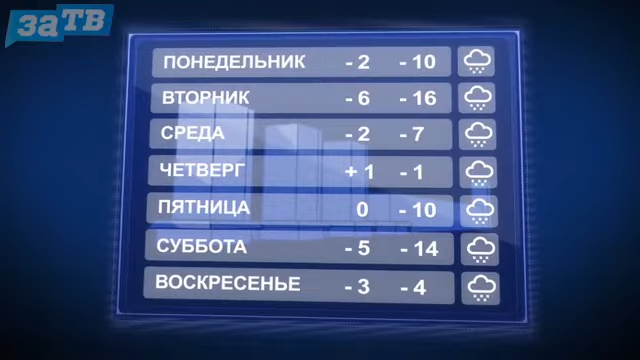 заТВ
ПОНЕДЕЛЬНИК - 2 - 10
ВТОРНИК - 6 - 16
СРЕДА - 2 - 7
ЧЕТВЕРГ + 1 - 1
ПЯТНИЦА 0 - 10
СУББОТА - 5 - 14
ВОСКРЕСЕНЬЕ - 3 - 4